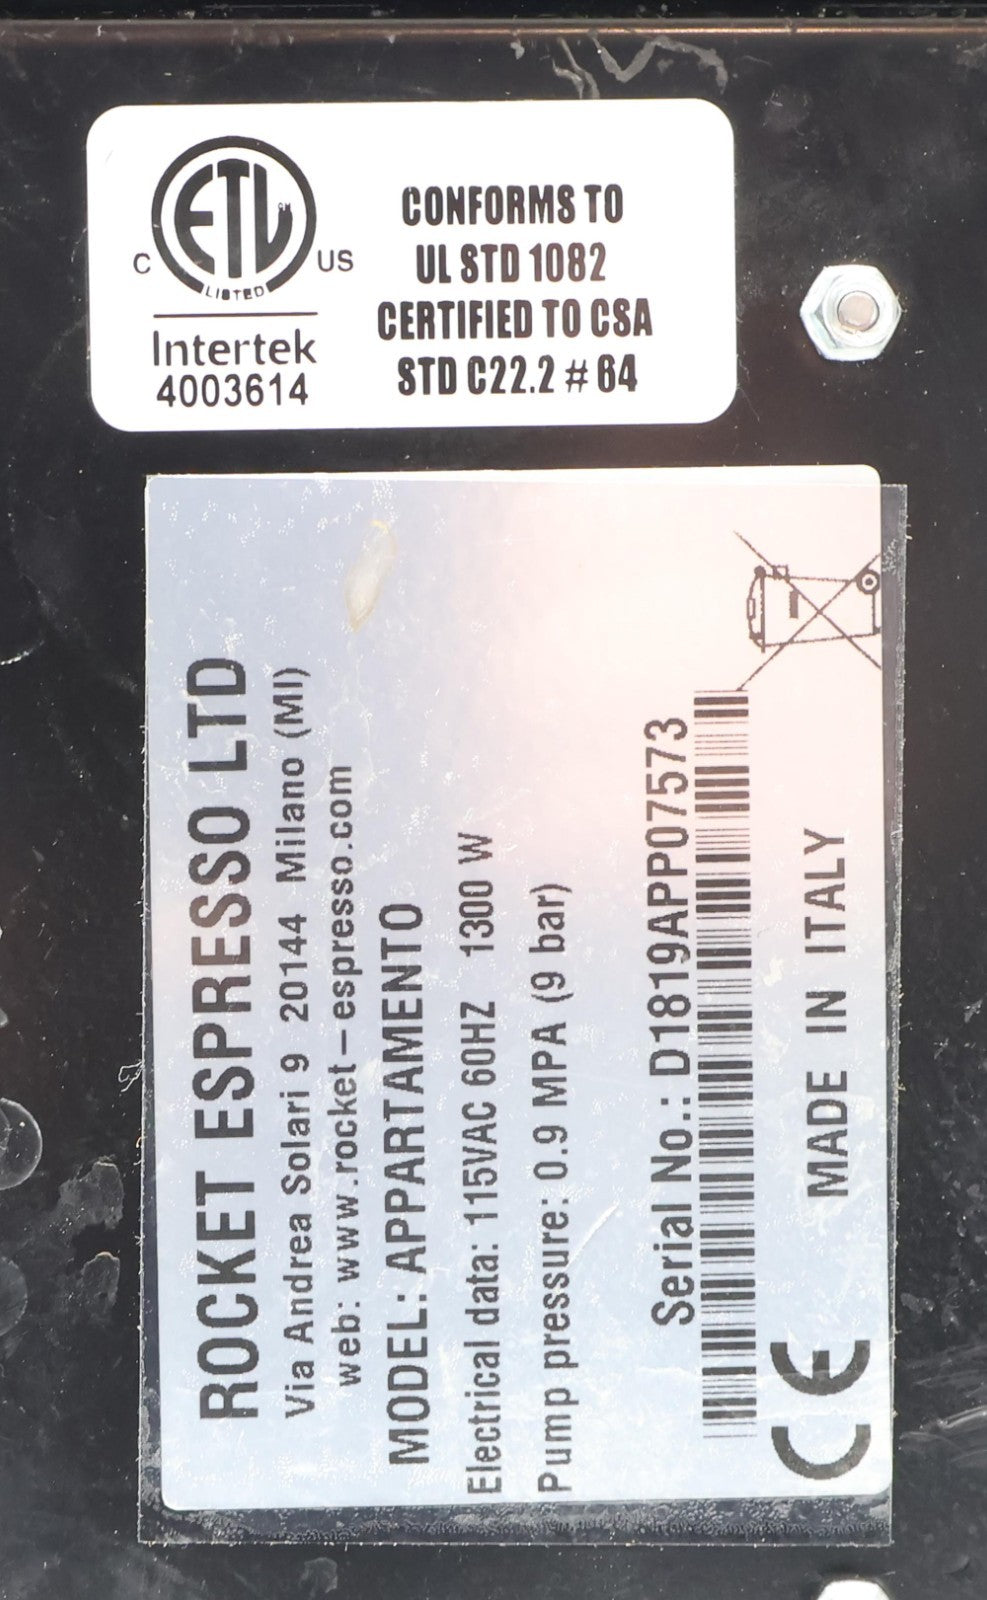 ETL
CM
LISTED
C US
Intertek
4003614
CONFORMS TO
UL STD 1082
CERTIFIED TO CSA
STD C22.2 # 64
ROCKET ESPRESSO LTD
Via Andrea Solari 9 20144 Milano (MI)
web: www.rocket-espresso.com
MODEL: APPARTAMENTO
Electrical data: 115VAC 60HZ 1300 W
Pump pressure: 0.9 MPA (9 bar)
Serial No.: D1819APP07573
CE MADE IN ITALY